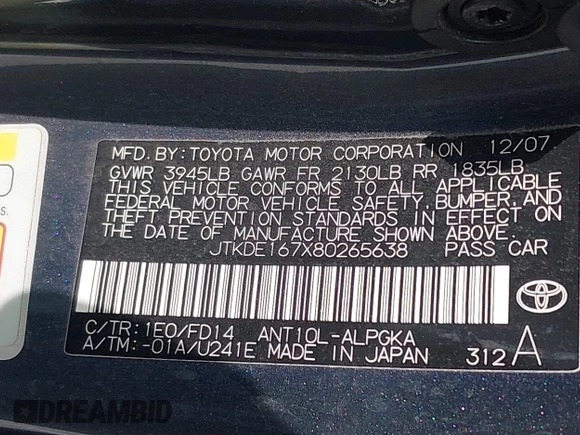 MFD. BY: TOYOTA MOTOR CORPORATION 12/07
GVWR 3945LB GAWR FR 2130LB RR 1835LB
THIS VEHICLE CONFORMS TO ALL APPLICABLE
FEDERAL MOTOR VEHICLE SAFETY, BUMPER, AND
THEFT PREVENTION STANDARDS IN EFFECT ON
THE DATE OF MANUFACTURE SHOWN ABOVE.
JTKDE167X80265638 PASS CAR
TOYOTA
C/TR: 1E0/FD14 ANT10L-ALPGKA
A/TM: -01A/U241E MADE IN JAPAN 312A
DREAMBID